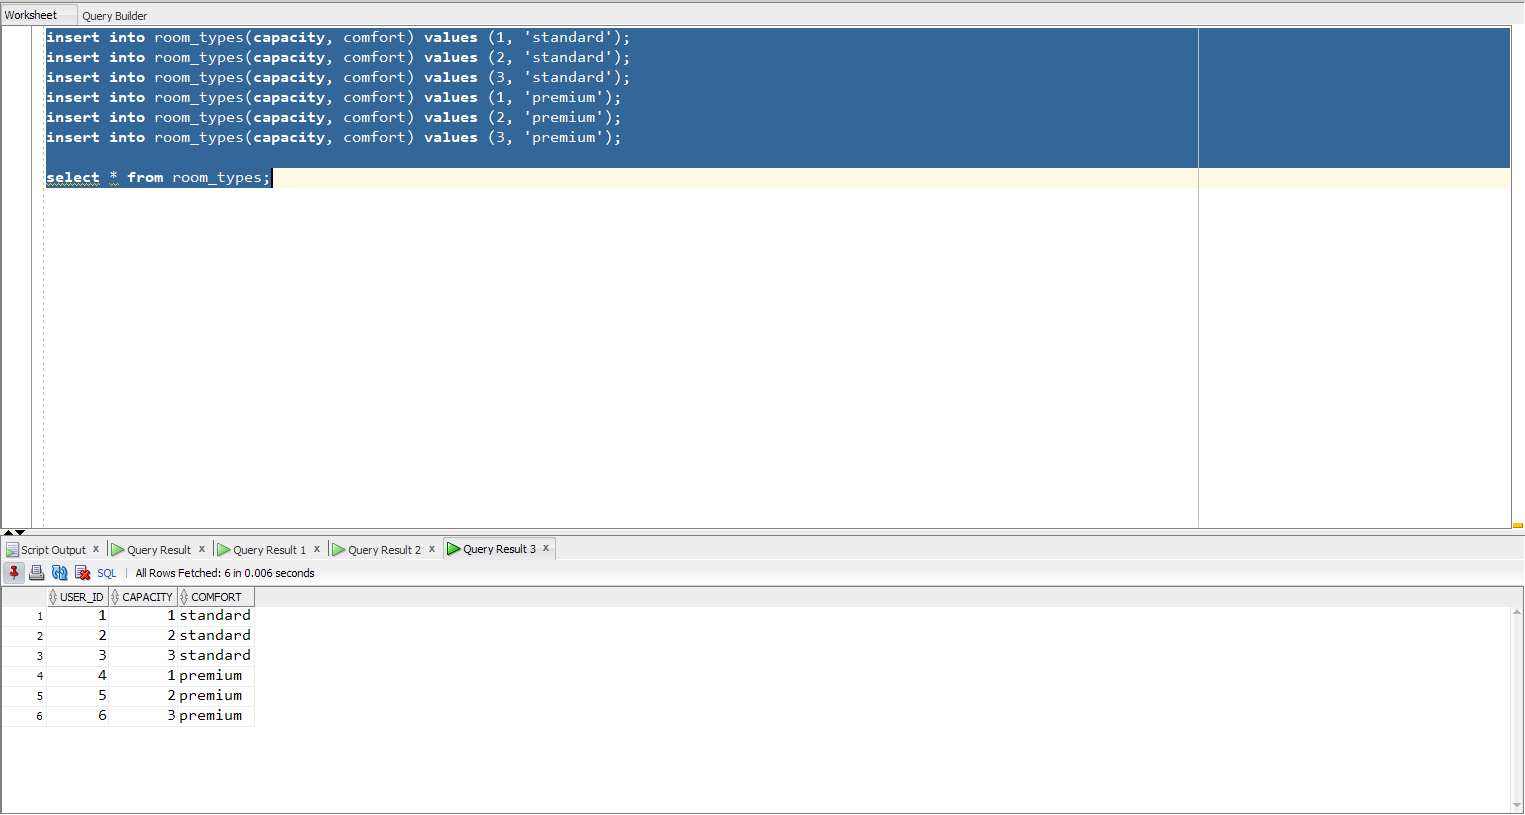 Worksheet Query Builder
insert into room_types(capacity, comfort) values (1, 'standard');
insert into room_types(capacity, comfort) values (2, 'standard');
insert into room_types(capacity, comfort) values (3, 'standard');
insert into room_types(capacity, comfort) values (1, 'premium');
insert into room_types(capacity, comfort) values (2, 'premium');
insert into room_types(capacity, comfort) values (3, 'premium');
select * from room_types;
Script Output x Query Result x Query Result 1 x Query Result 2 x Query Result 3 x
SQL | All Rows Fetched: 6 in 0.006 seconds
USER_ID CAPACITY COMFORT
1 1 1 standard
2 2 2 standard
3 3 3 standard
4 4 1 premium
5 5 2 premium
6 6 3 premium